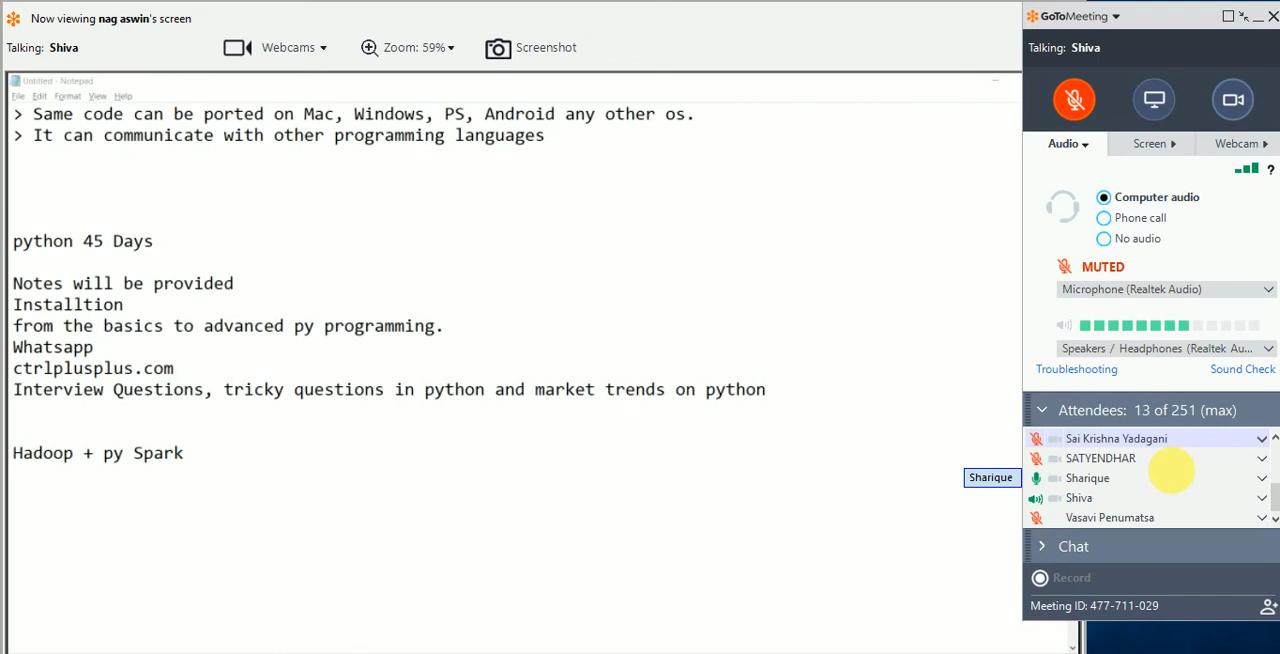 Now viewing nag aswin's screen
Talking: Shiva
Webcams
Zoom: 59%
Screenshot
Untitled - Notepad
File Edit Format View Help
> Same code can be ported on Mac, Windows, PS, Android any other os.
> It can communicate with other programming languages
python 45 Days
Notes will be provided
Installtion
from the basics to advanced py programming.
Whatsapp
ctrlplusplus.com
Interview Questions, tricky questions in python and market trends on python
Hadoop + py Spark
GoToMeeting
Talking: Shiva
Audio Screen Webcam
?
Computer audio
Phone call
No audio
MUTED
Microphone (Realtek Audio)
Speakers / Headphones (Realtek Au...
Troubleshooting Sound Check
Attendees: 13 of 251 (max)
Sai Krishna Yadagani
SATYENDHAR
Sharique
Sharique
Shiva
Vasavi Penumatsa
Chat
Record
Meeting ID: 477-711-029